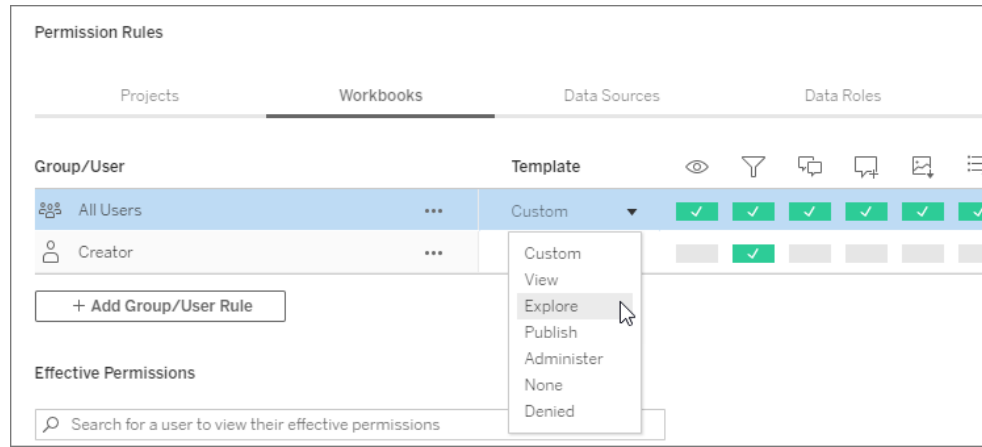 Permission Rules
Projects Workbooks Data Sources Data Roles
Group/User Template
All Users ••• Custom
Creator •••
Custom
View
Explore
Publish
Administer
None
Denied
+ Add Group/User Rule
Effective Permissions
Search for a user to view their effective permissions